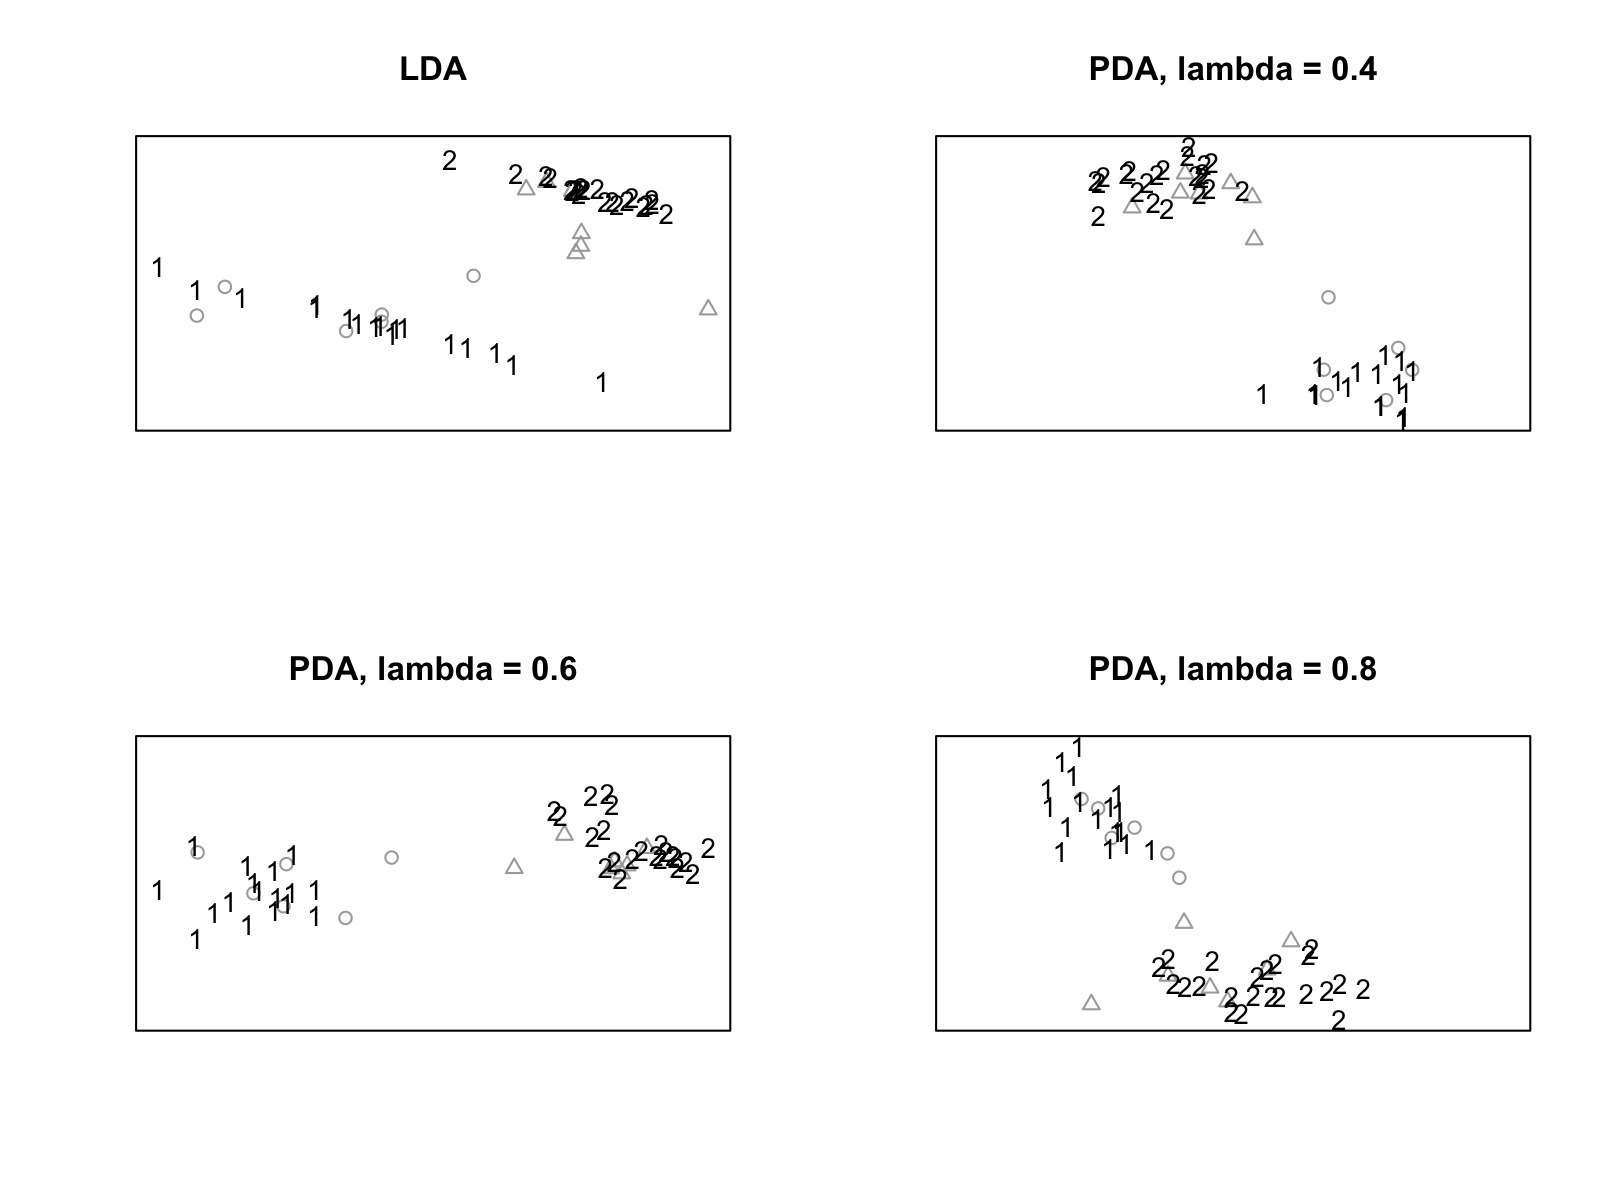 LDA
PDA, lambda = 0.4
PDA, lambda = 0.6
PDA, lambda = 0.8